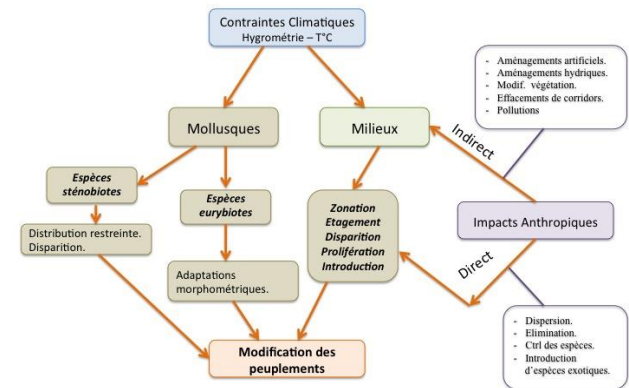 Contraintes Climatiques
Hygrométrie – T°C
- Aménagements artificiels.
- Aménagements hydriques.
- Modif. végétation.
- Effacements de corridors.
- Pollutions
Mollusques
Milieux
Indirect
Espèces
sténobiotes
Espèces
eurybiotes
Zonation
Etagement
Disparition
Prolifération
Introduction
Impacts Anthropiques
Distribution restreinte.
Disparition.
Direct
Adaptations
morphométriques.
- Dispersion.
- Elimination.
- Ctrl des espèces.
- Introduction
d'espèces exotiques.
Modification des
peuplements